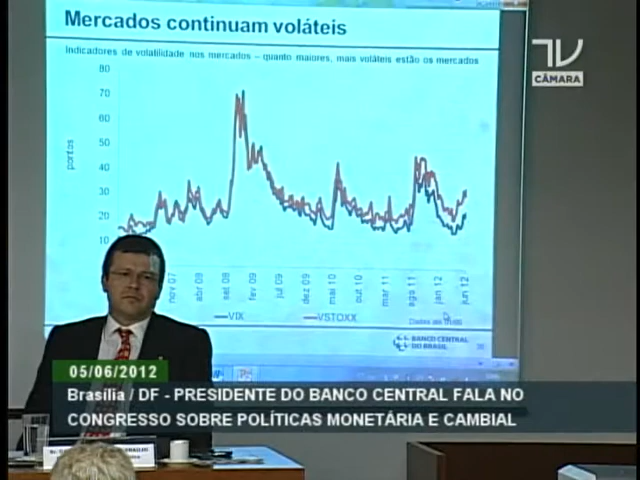 Mercados continuam voláteis
Indicadores de volatilidade nos mercados – quanto maiores, mais voláteis estão os mercados
TV
CÂMARA
80
70
60
50
40
30
20
10
pontos
nov 07
abr 08
set 08
fev 09
jul 09
dez 09
mai 10
out 10
mar 11
ago 11
jan 12
jun 12
VIX
VSTOXX
BANCO CENTRAL
DO BRASIL
05/06/2012
Brasília / DF - PRESIDENTE DO BANCO CENTRAL FALA NO
CONGRESSO SOBRE POLÍTICAS MONETÁRIA E CAMBIAL